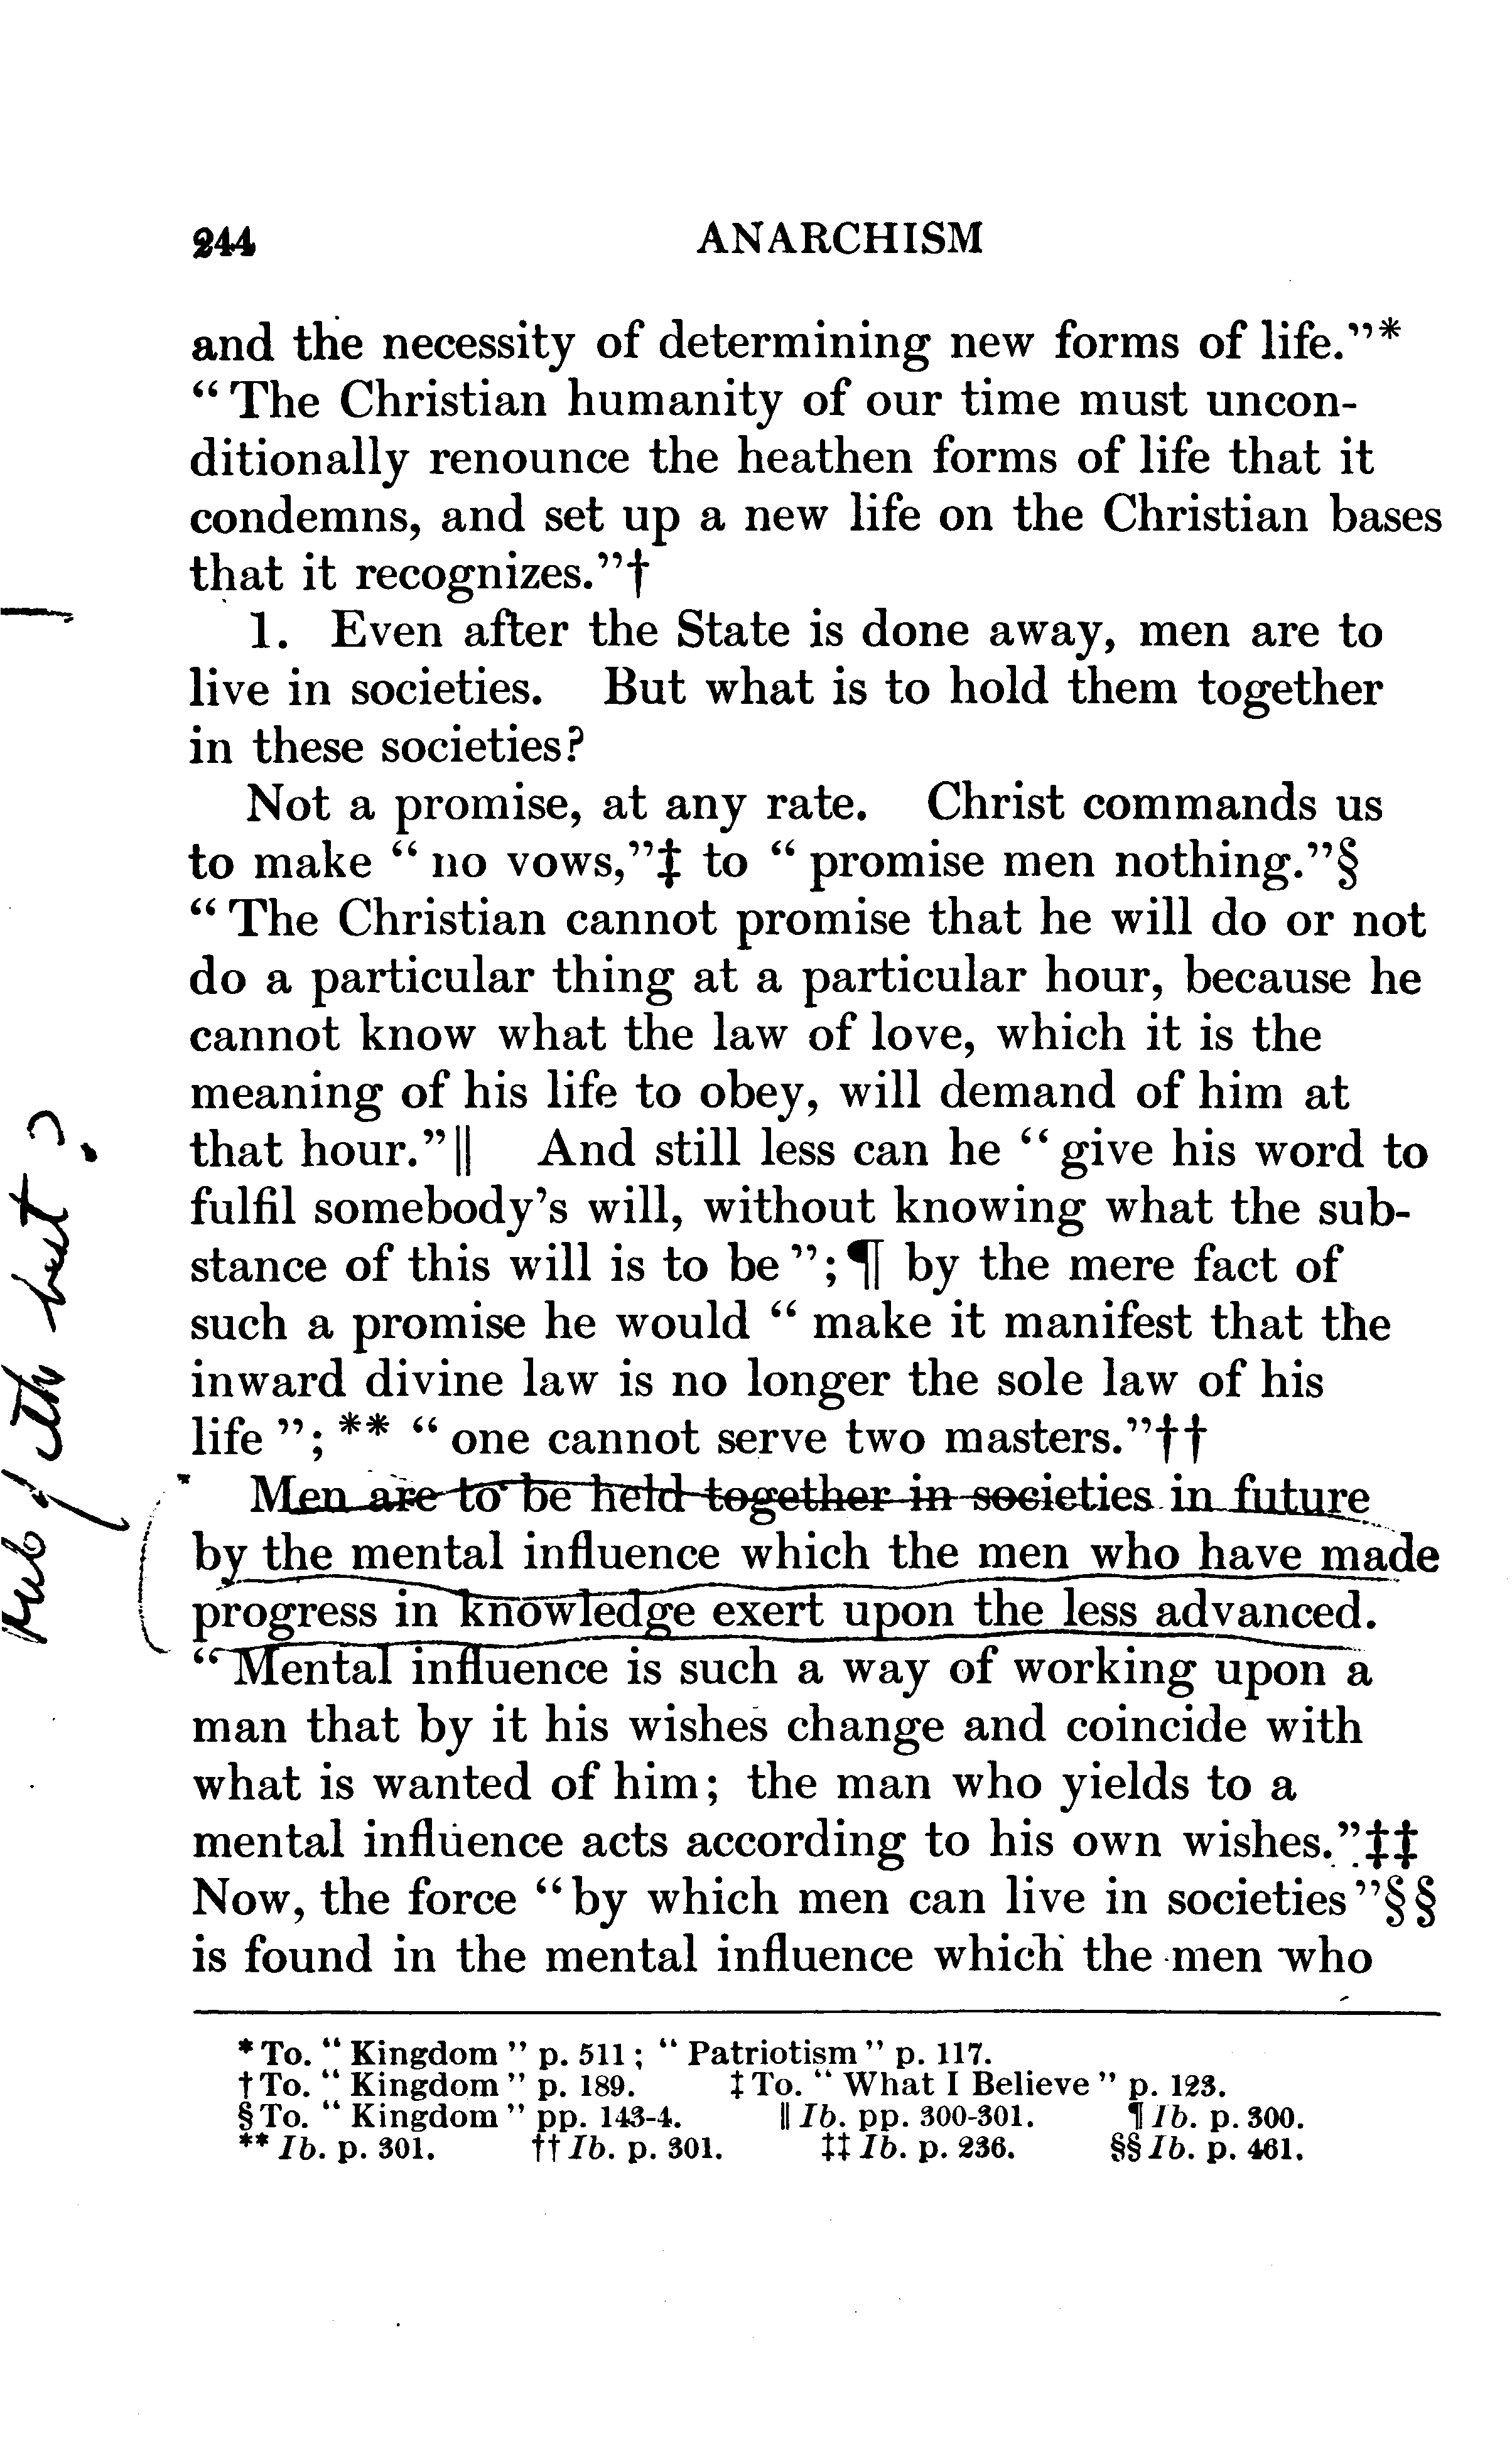 244 ANARCHISM
and the necessity of determining new forms of life."*
"The Christian humanity of our time must uncon-
ditionally renounce the heathen forms of life that it
condemns, and set up a new life on the Christian bases
that it recognizes."†
1. Even after the State is done away, men are to
live in societies. But what is to hold them together
in these societies?
Not a promise, at any rate. Christ commands us
to make "no vows,"‡ to "promise men nothing."§
"The Christian cannot promise that he will do or not
do a particular thing at a particular hour, because he
cannot know what the law of love, which it is the
meaning of his life to obey, will demand of him at
that hour."‖ And still less can he "give his word to
fulfil somebody's will, without knowing what the sub-
stance of this will is to be";¶ by the mere fact of
such a promise he would "make it manifest that the
inward divine law is no longer the sole law of his
life";** "one cannot serve two masters."††
Men are to be held together in societies in future
by the mental influence which the men who have made
progress in knowledge exert upon the less advanced.
"Mental influence is such a way of working upon a
man that by it his wishes change and coincide with
what is wanted of him; the man who yields to a
mental influence acts according to his own wishes."‡‡
Now, the force "by which men can live in societies"§§
is found in the mental influence which the men who
* To. "Kingdom" p. 511; "Patriotism" p. 117.
† To. "Kingdom" p. 189. ‡ To. "What I Believe" p. 123.
§ To. "Kingdom" pp. 143-4. ‖ Ib. pp. 300-301. ¶ Ib. p. 300.
** Ib. p. 301. †† Ib. p. 301. ‡‡ Ib. p. 236. §§ Ib. p. 461.